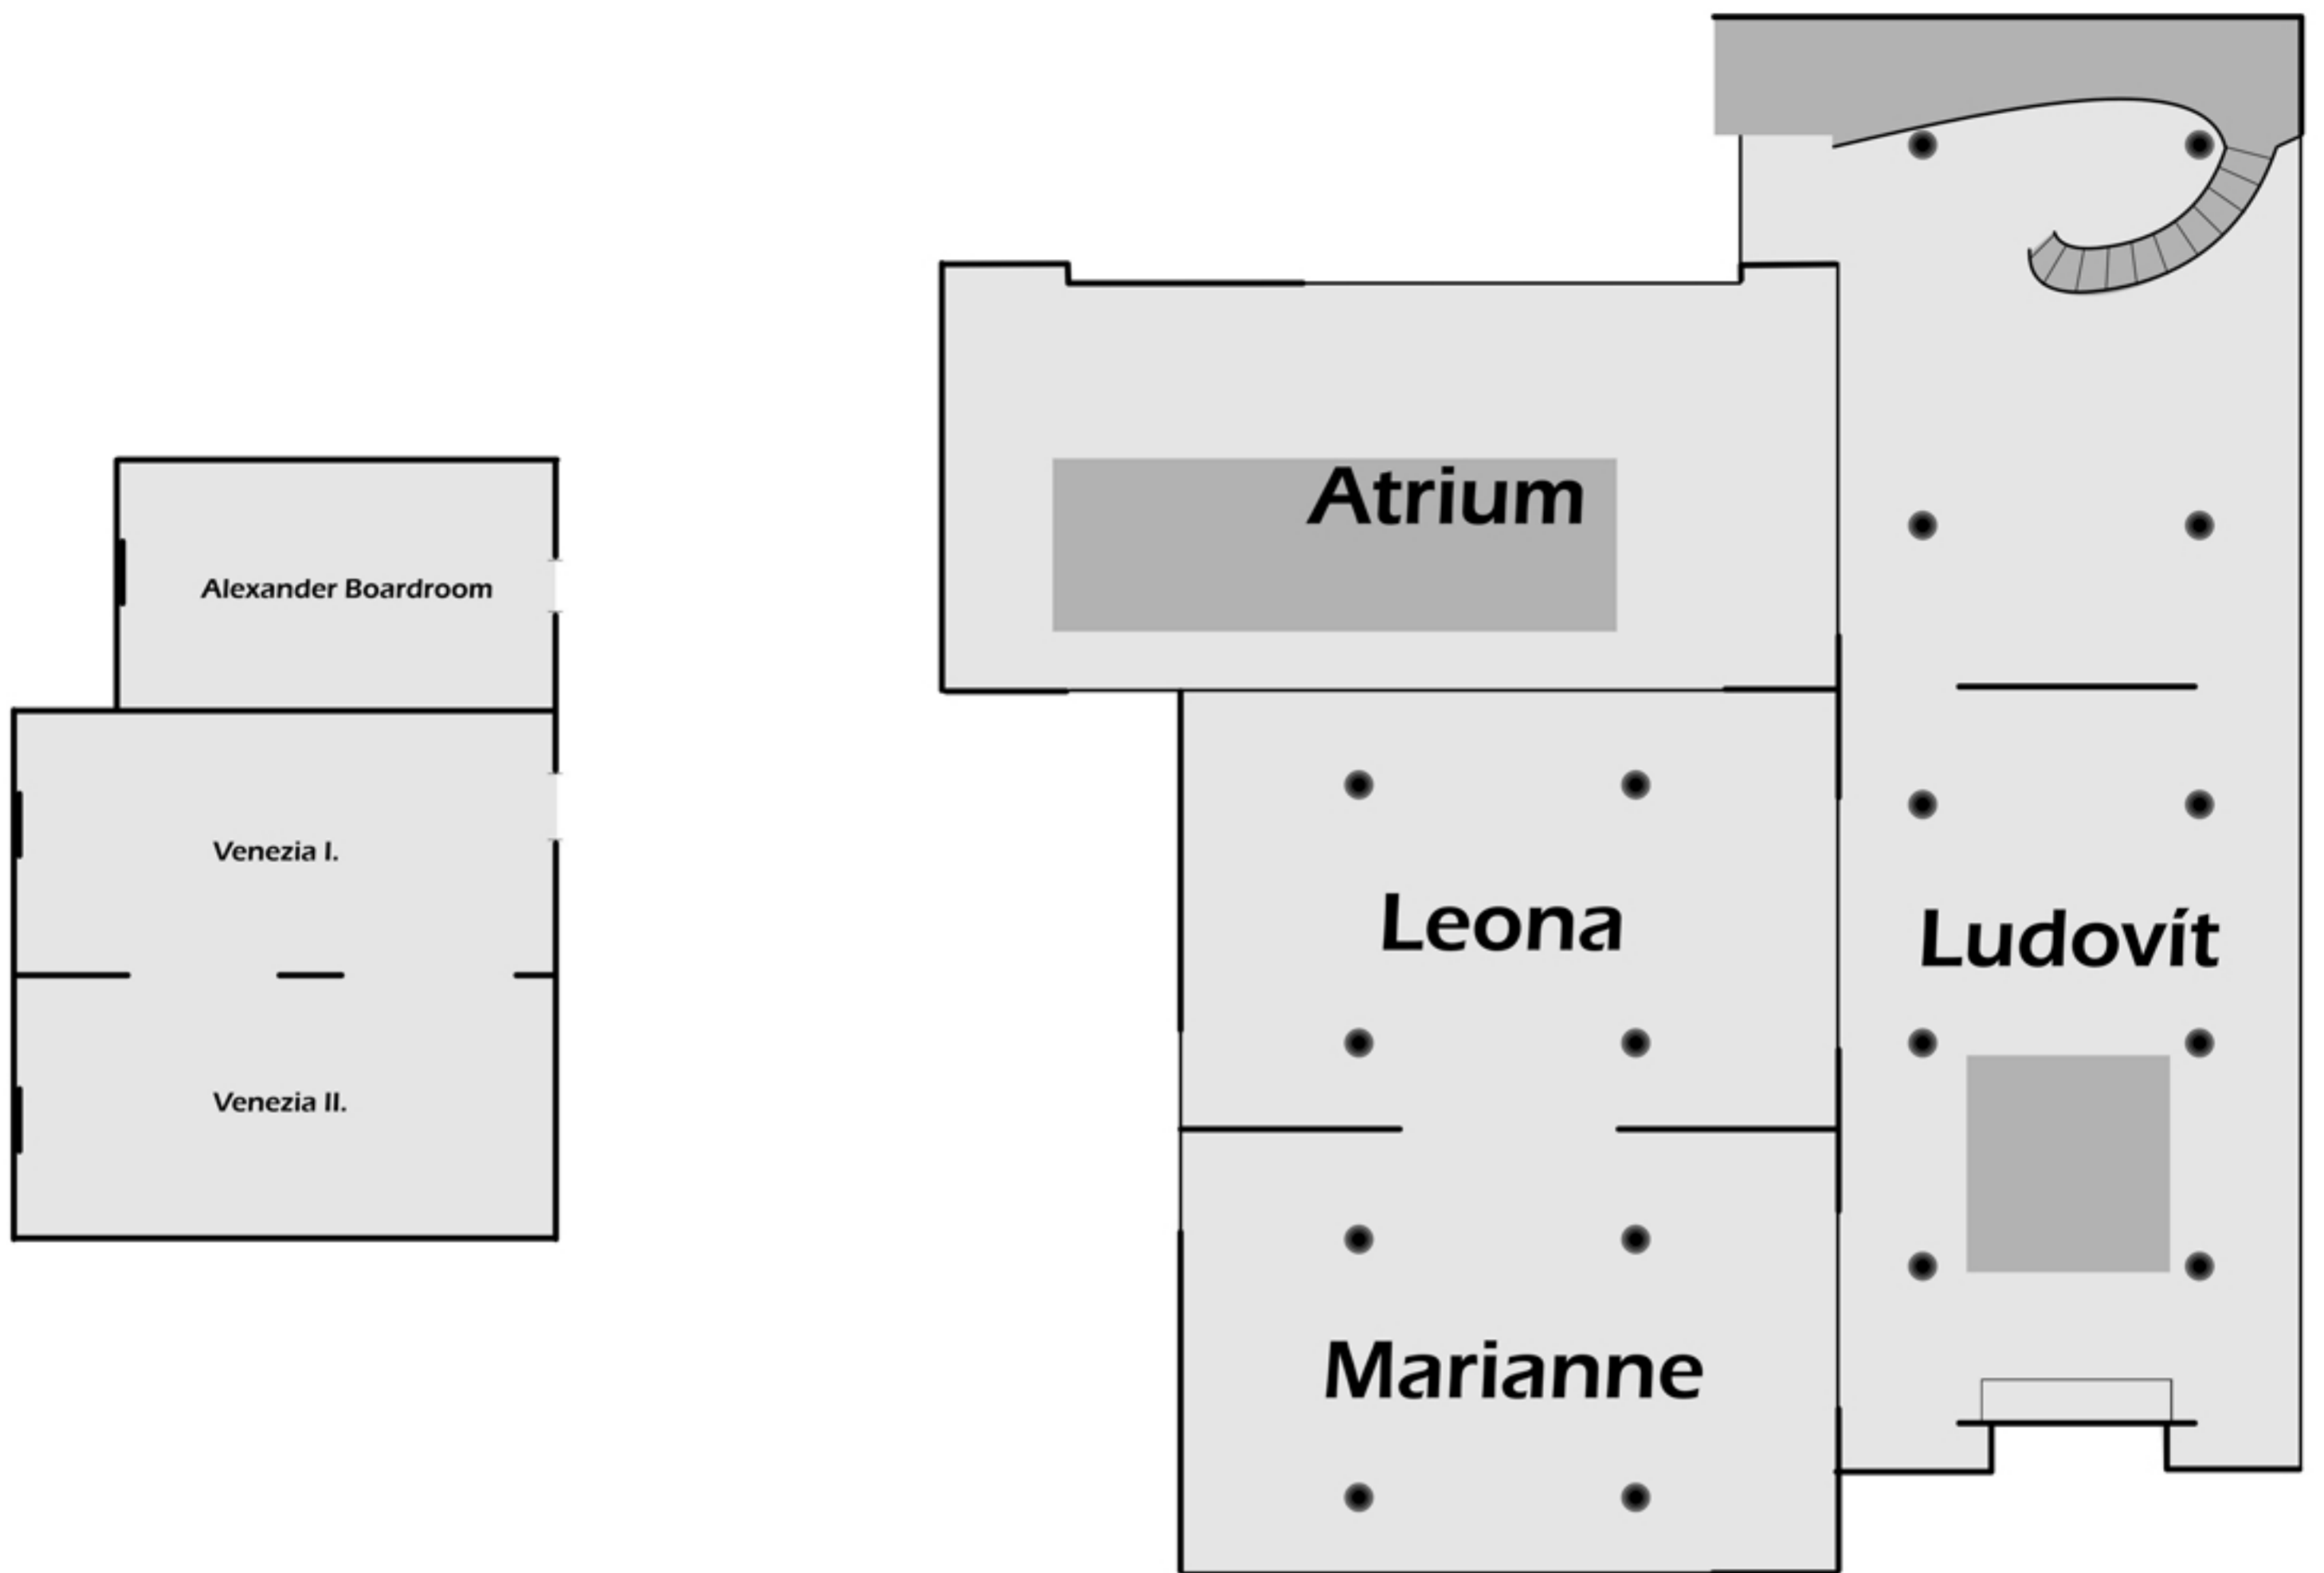 Atrium
Alexander Boardroom
Venezia I.
Leona
Ludovít
Venezia II.
Marianne